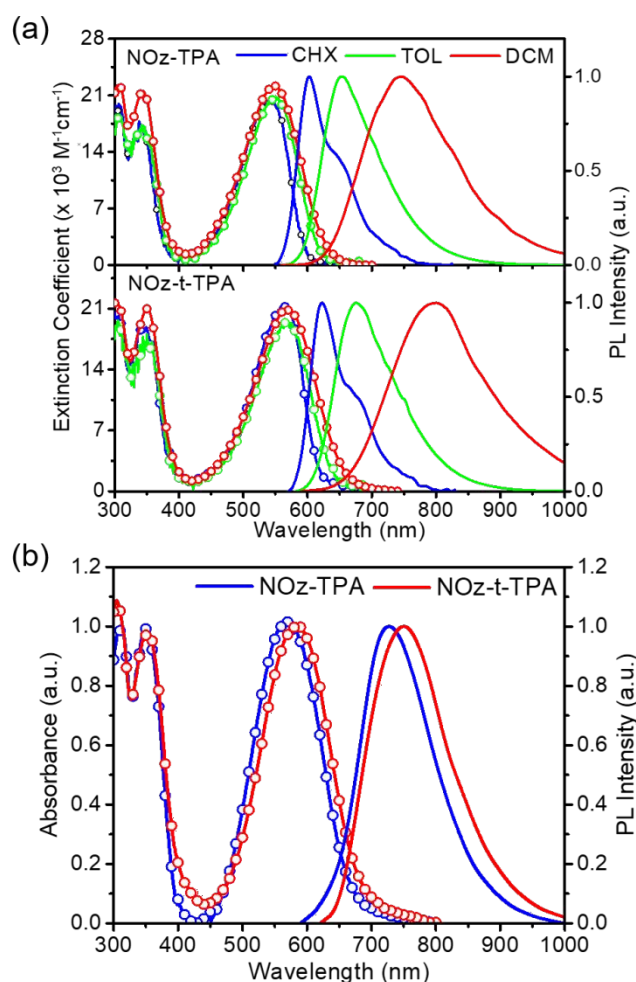 (a)
NOz-TPA
CHX
TOL
DCM
28
21
14
7
0
1.0
0.5
0.0
NOz-t-TPA
21
14
7
0
1.0
0.5
0.0
Extinction Coefficient (x 10³ M⁻¹cm⁻¹)
PL Intensity (a.u.)
300 400 500 600 700 800 900 1000
Wavelength (nm)
(b)
NOz-TPA
NOz-t-TPA
1.2
1.0
0.8
0.6
0.4
0.2
0.0
Absorbance (a.u.)
1.2
1.0
0.8
0.6
0.4
0.2
0.0
PL Intensity (a.u.)
300 400 500 600 700 800 900 1000
Wavelength (nm)